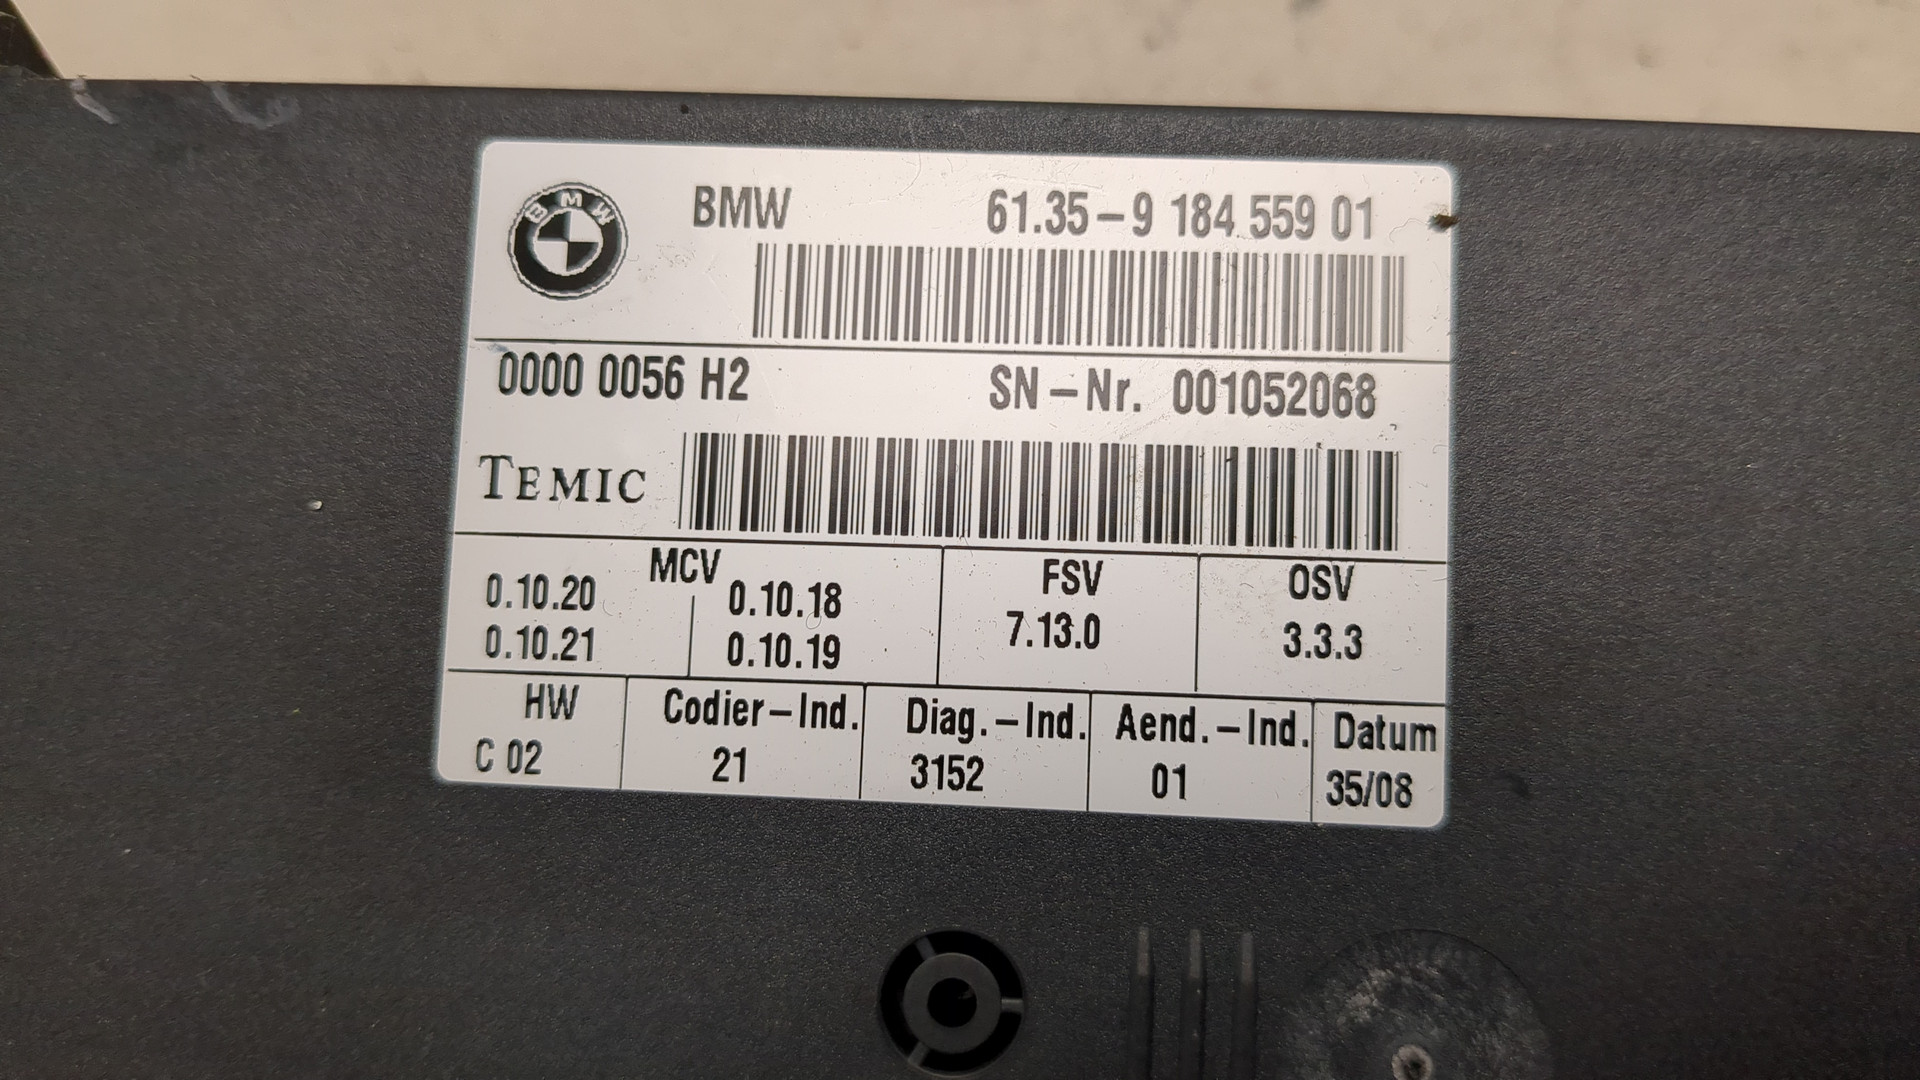 BMW
BMW 61.35-9 184 559 01
0000 0056 H2 SN-Nr. 001052068
TEMIC
MCV FSV OSV
0.10.20 0.10.18 7.13.0 3.3.3
0.10.21 0.10.19
HW Codier-Ind. Diag.-Ind. Aend.-Ind. Datum
C 02 21 3152 01 35/08